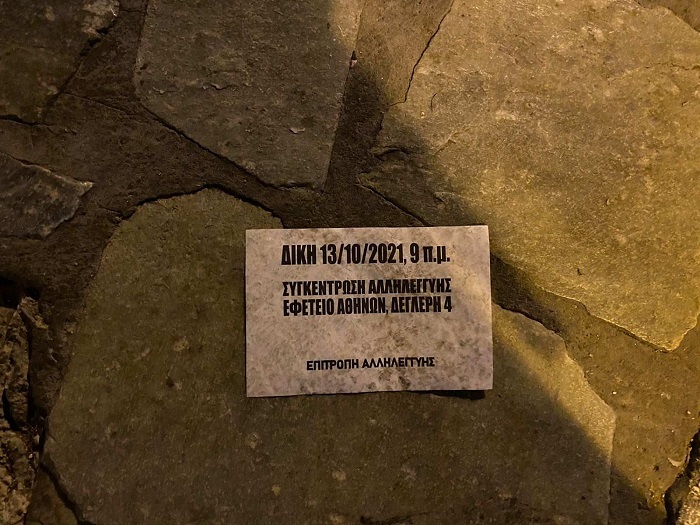 ΔΙΚΗ 13/10/2021, 9 π.μ.
ΣΥΓΚΕΝΤΡΩΣΗ ΑΛΛΗΛΕΓΓΥΗΣ
ΕΦΕΤΕΙΟ ΑΘΗΝΩΝ, ΔΕΓΛΕΡΗ 4
ΕΠΙΤΡΟΠΗ ΑΛΛΗΛΕΓΓΥΗΣ